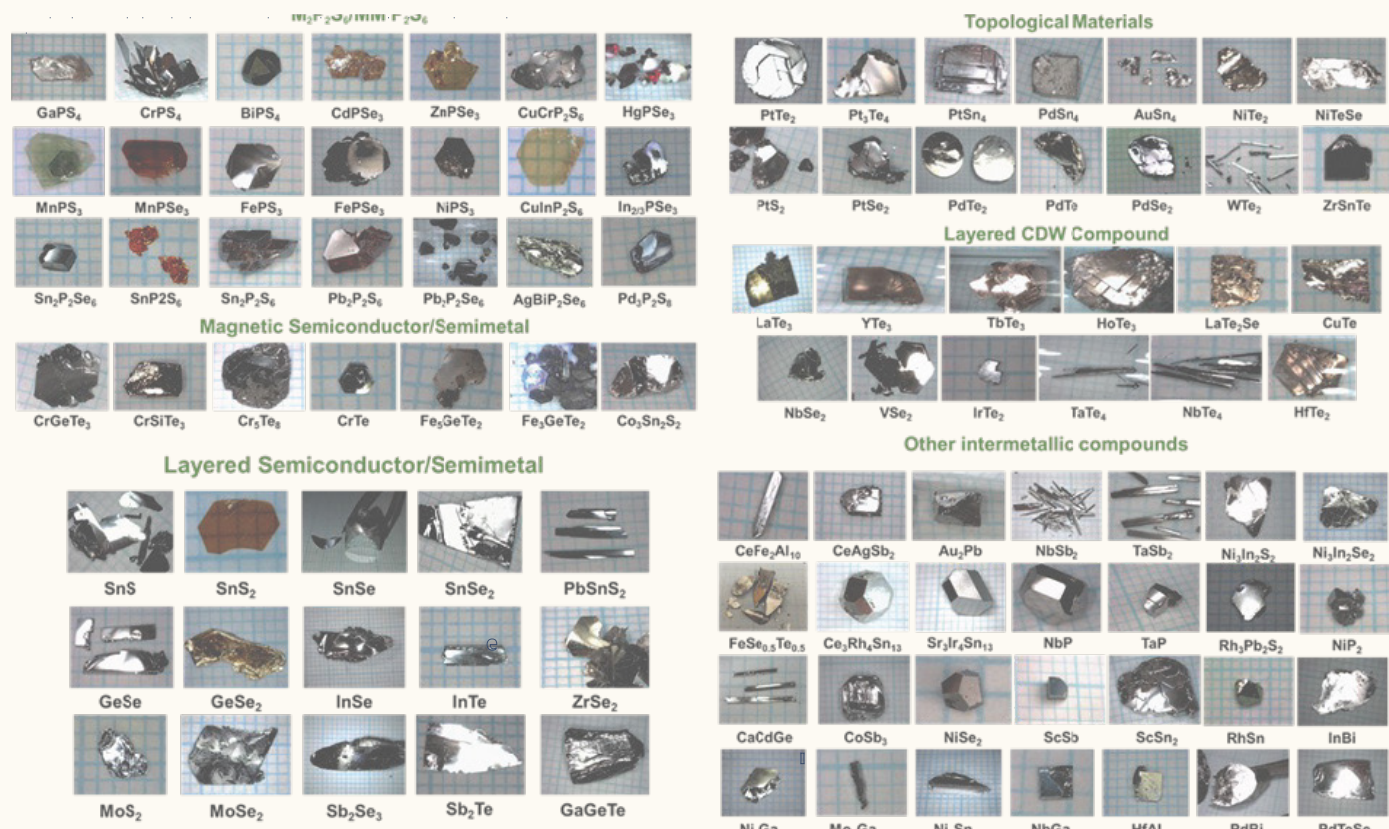 M₂P₂S₆/MM'P₂S₆
GaPS₄ CrPS₄ BiPS₄ CdPSe₃ ZnPSe₃ CuCrP₂S₆ HgPSe₃
MnPS₃ MnPSe₃ FePS₃ FePSe₃ NiPS₃ CuInP₂S₆ In₂/₃PSe₃
Sn₂P₂Se₆ SnP2S₆ Sn₂P₂S₆ Pb₂P₂S₆ Pb₂P₂Se₆ AgBiP₂Se₆ Pd₃P₂S₈
Magnetic Semiconductor/Semimetal
CrGeTe₃ CrSiTe₃ Cr₅Te₈ CrTe Fe₅GeTe₂ Fe₃GeTe₂ Co₃Sn₂S₂
Layered Semiconductor/Semimetal
SnS SnS₂ SnSe SnSe₂ PbSnS₂
GeSe GeSe₂ InSe InTe ZrSe₂
MoS₂ MoSe₂ Sb₂Se₃ Sb₂Te GaGeTe
Topological Materials
PtTe₂ Pt₃Te₄ PtSn₄ PdSn₄ AuSn₄ NiTe₂ NiTeSe
PtS₂ PtSe₂ PdTe₂ PdTe PdSe₂ WTe₂ ZrSnTe
Layered CDW Compound
LaTe₃ YTe₃ TbTe₃ HoTe₃ LaTe₂Se CuTe
NbSe₂ VSe₂ IrTe₂ TaTe₄ NbTe₄ HfTe₂
Other intermetallic compounds
CeFe₂Al₁₀ CeAgSb₂ Au₂Pb NbSb₂ TaSb₂ Ni₃In₂S₂ Ni₃In₂Se₂
FeSe₀.₅Te₀.₅ Ce₃Rh₄Sn₁₃ Sr₃Ir₄Sn₁₃ NbP TaP Rh₃Pb₂S₂ NiP₂
CaCdGe CoSb₃ NiSe₂ ScSb ScSn₂ RhSn InBi
PdBi PdTeSe